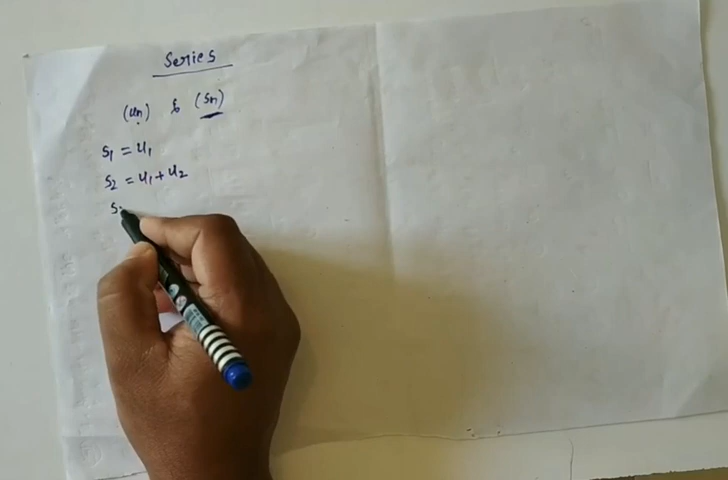 Series
(un) & (sn)
s1 = u1
s2 = u1 + u2
s